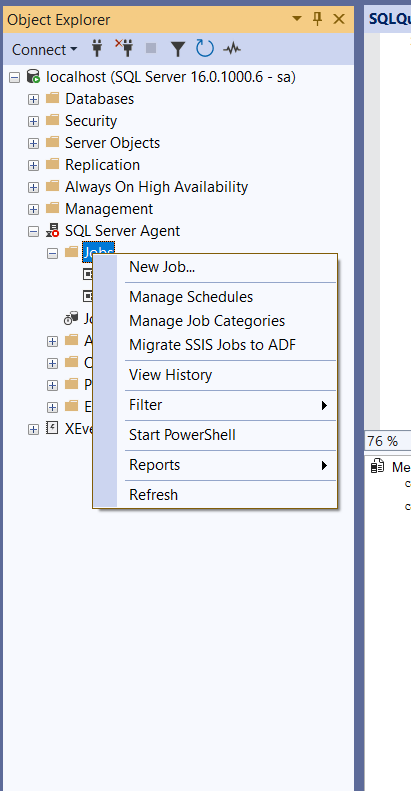 Object Explorer
SQLQu
Connect
localhost (SQL Server 16.0.1000.6 - sa)
Databases
Security
Server Objects
Replication
Always On High Availability
Management
SQL Server Agent
Jobs
New Job...
Manage Schedules
Manage Job Categories
Migrate SSIS Jobs to ADF
View History
Filter
Start PowerShell
Reports
Refresh
Jo
A
C
P
E
XEve
76 %
Me